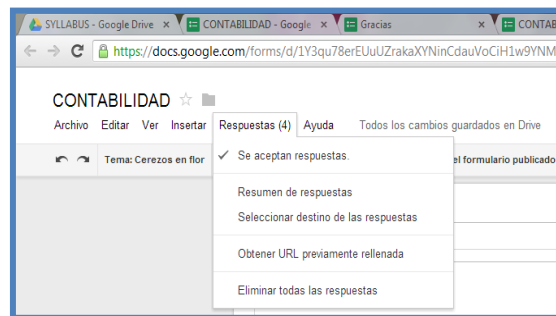 SYLLABUS - Google Drive × CONTABILIDAD - Google × Gracias × CONTAB
https://docs.google.com/forms/d/1Y3qu78erEUuUZrakaXYNinCdauVoCiH1w9YNM
CONTABILIDAD
Archivo Editar Ver Insertar Respuestas (4) Ayuda Todos los cambios guardados en Drive
Tema: Cerezos en flor ✓ Se aceptan respuestas. el formulario publicado
Resumen de respuestas
Seleccionar destino de las respuestas
Obtener URL previamente rellenada
Eliminar todas las respuestas